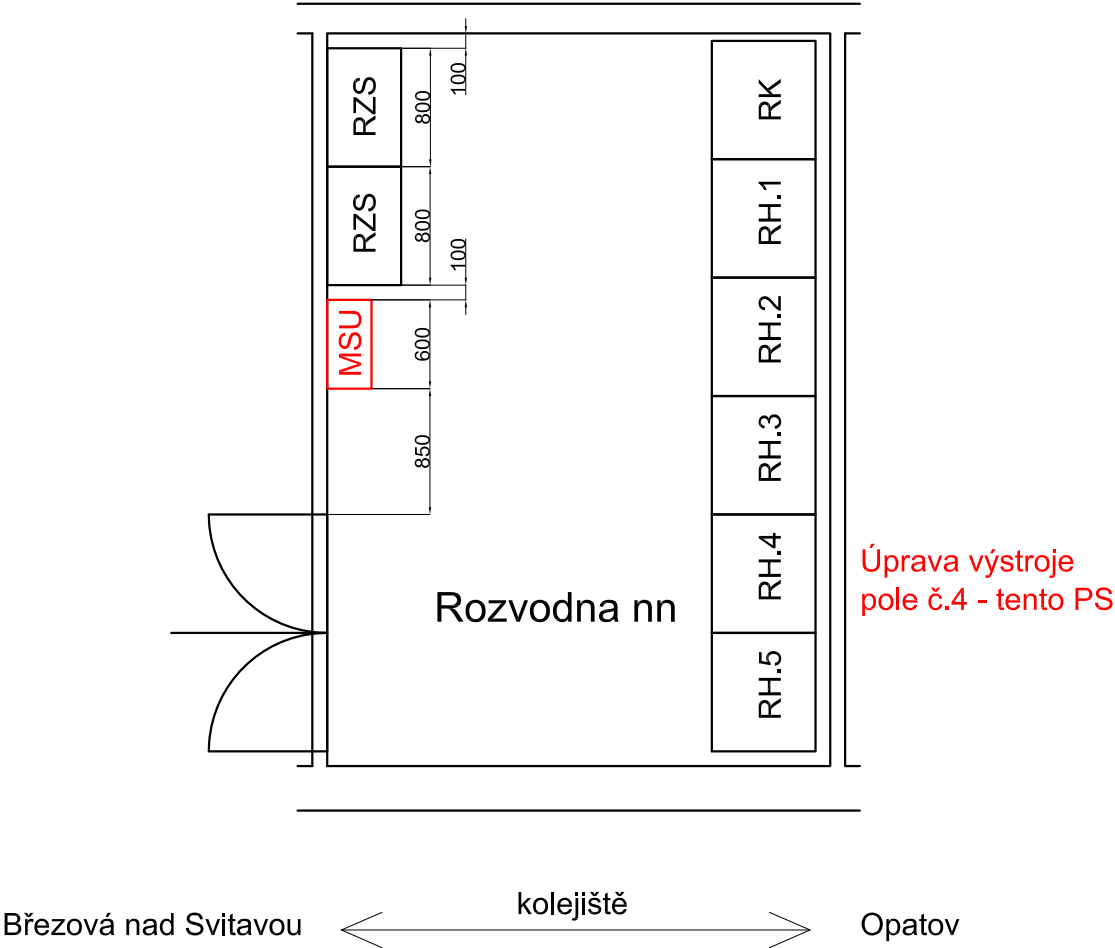 RZS
800
100
RK
RZS
800
100
RH.1
MSU
600
RH.2
850
RH.3
Rozvodna nn
RH.4
Úprava výstroje
pole č.4 - tento PS
RH.5
kolejiště
Březová nad Svitavou
Opatov